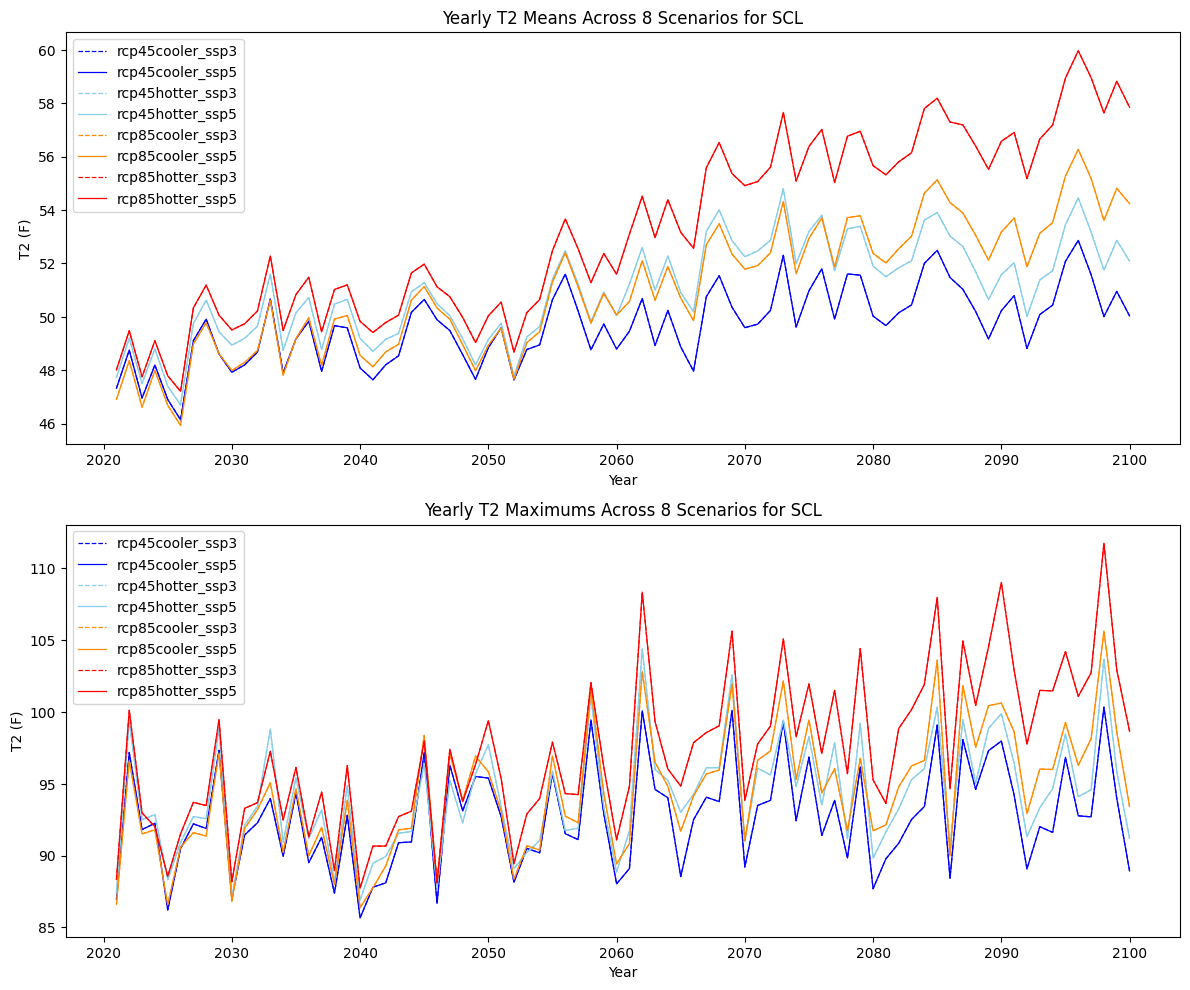 Yearly T2 Means Across 8 Scenarios for SCL
60
58
56
54
52
50
48
46
T2 (F)
rcp45cooler_ssp3
rcp45cooler_ssp5
rcp45hotter_ssp3
rcp45hotter_ssp5
rcp85cooler_ssp3
rcp85cooler_ssp5
rcp85hotter_ssp3
rcp85hotter_ssp5
2020 2030 2040 2050 2060 2070 2080 2090 2100
Year
Yearly T2 Maximums Across 8 Scenarios for SCL
110
105
100
95
90
85
T2 (F)
rcp45cooler_ssp3
rcp45cooler_ssp5
rcp45hotter_ssp3
rcp45hotter_ssp5
rcp85cooler_ssp3
rcp85cooler_ssp5
rcp85hotter_ssp3
rcp85hotter_ssp5
2020 2030 2040 2050 2060 2070 2080 2090 2100
Year